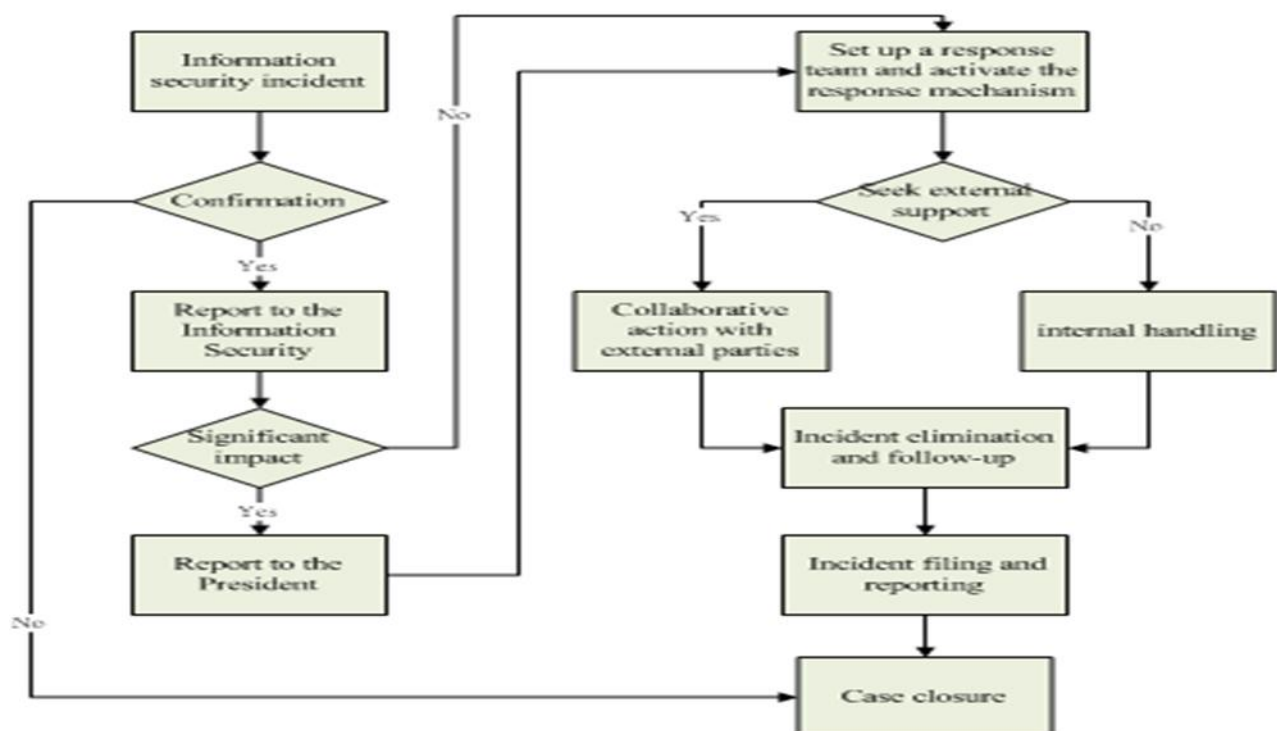 Information
security incident
Confirmation
Yes
No
Report to the
Information
Security
Significant
impact
No
Yes
Report to the
President
Set up a response
team and activate the
response mechanism
Seek external
support
Yes
No
Collaborative
action with
external parties
internal handling
Incident elimination
and follow-up
Incident filing and
reporting
Case closure